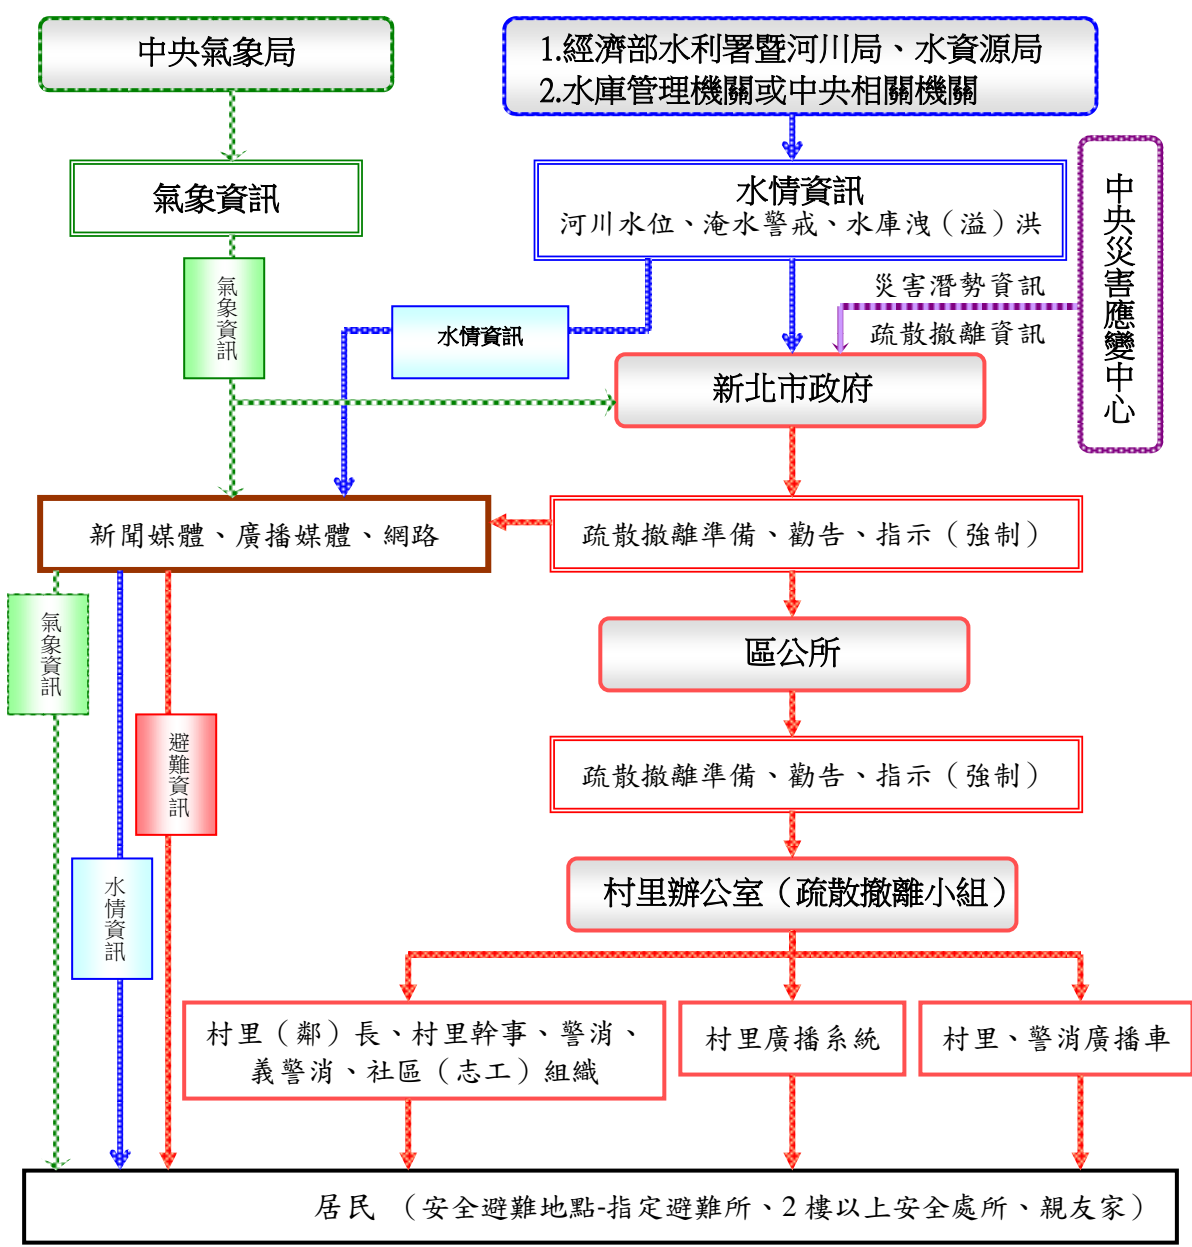 中央氣象局
1.經濟部水利署暨河川局、水資源局
2.水庫管理機關或中央相關機關
氣象資訊
水情資訊
河川水位、淹水警戒、水庫洩（溢）洪
中央災害應變中心
氣象資訊
水情資訊
災害潛勢資訊
疏散撤離資訊
新北市政府
新聞媒體、廣播媒體、網路
疏散撤離準備、勸告、指示（強制）
氣象資訊
區公所
避難資訊
疏散撤離準備、勸告、指示（強制）
水情資訊
村里辦公室（疏散撤離小組）
村里（鄰）長、村里幹事、警消、
義警消、社區（志工）組織
村里廣播系統
村里、警消廣播車
居民 （安全避難地點-指定避難所、2 樓以上安全處所、親友家）